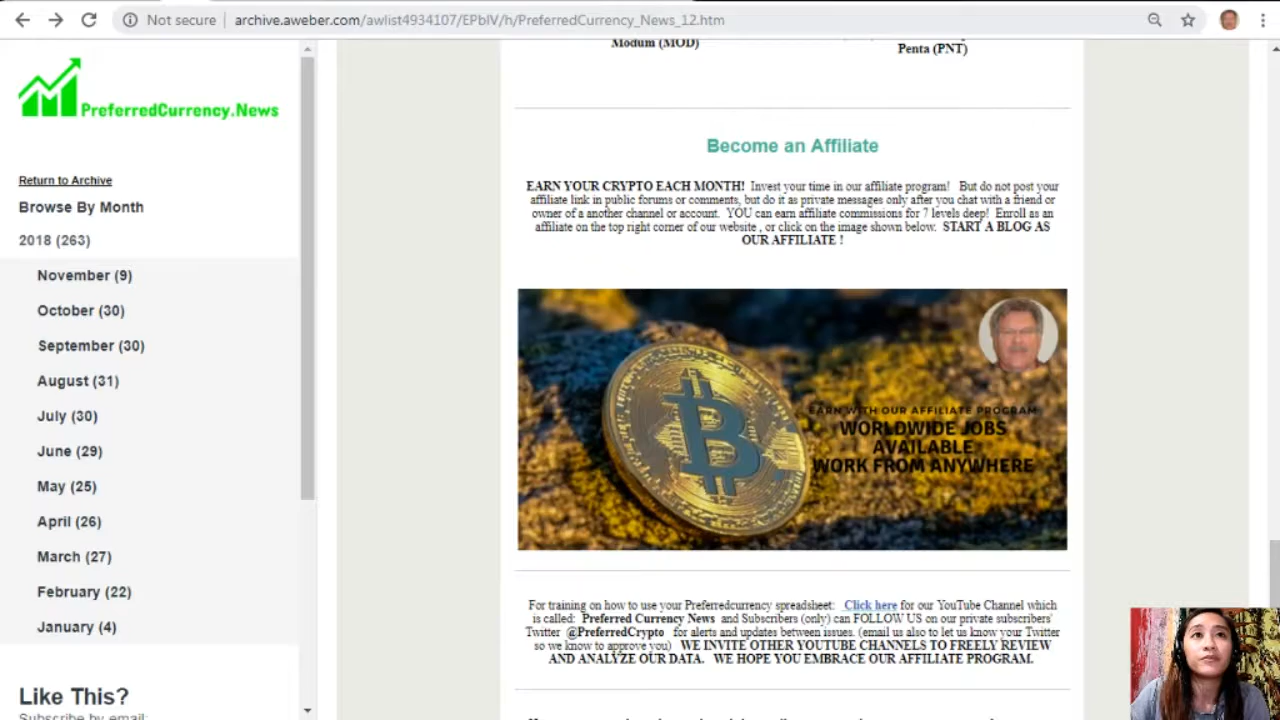 Not secure
archive.aweber.com/awlist4934107/EPbIV/h/PreferredCurrency_News_12.htm
PreferredCurrency.News
Return to Archive
Browse By Month
2018 (263)
November (9)
October (30)
September (30)
August (31)
July (30)
June (29)
May (25)
April (26)
March (27)
February (22)
January (4)
Like This?
Subscribe by email:
Modum (MOD)
Penta (PNT)
Become an Affiliate
EARN YOUR CRYPTO EACH MONTH! Invest your time in our affiliate program! But do not post your
affiliate link in public forums or comments, but do it as private messages only after you chat with a friend or
owner of a another channel or account. YOU can earn affiliate commissions for 7 levels deep! Enroll as an
affiliate on the top right corner of our website , or click on the image shown below. START A BLOG AS
OUR AFFILIATE !
EARN WITH OUR AFFILIATE PROGRAM
WORLDWIDE JOBS
AVAILABLE
WORK FROM ANYWHERE
For training on how to use your Preferredcurrency spreadsheet: Click here for our YouTube Channel which
is called: Preferred Currency News and Subscribers (only) can FOLLOW US on our private subscribers'
Twitter @PreferredCrypto for alerts and updates between issues. (email us also to let us know your Twitter
so we know to approve you) WE INVITE OTHER YOUTUBE CHANNELS TO FREELY REVIEW
AND ANALYZE OUR DATA. WE HOPE YOU EMBRACE OUR AFFILIATE PROGRAM.